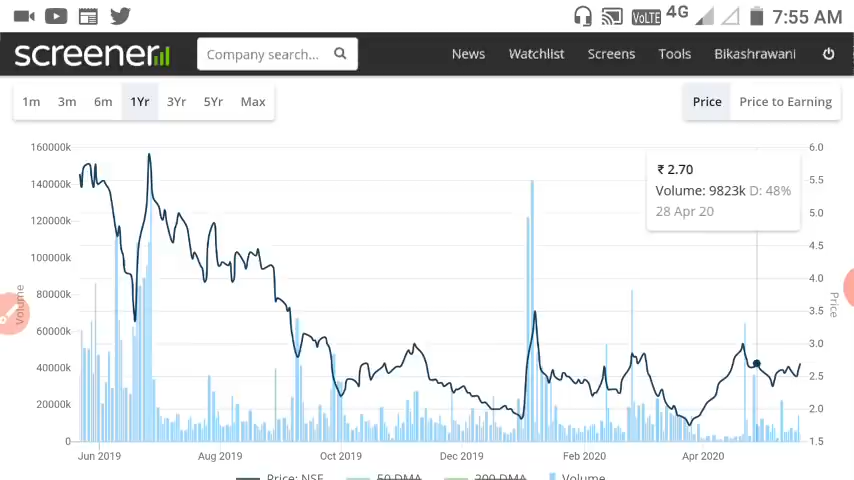 VoLTE 4G 7:55 AM
screener Company search... News Watchlist Screens Tools Bikashrawani
1m 3m 6m 1Yr 3Yr 5Yr Max Price Price to Earning
160000k 6.0
140000k 5.5
120000k 5.0
4.5
100000k 4.0
80000k 3.5
60000k 3.0
40000k 2.5
20000k 2.0
0 1.5
Volume
Price
₹ 2.70
Volume: 9823k D: 48%
28 Apr 20
Jun 2019 Aug 2019 Oct 2019 Dec 2019 Feb 2020 Apr 2020
Price: NSE 50 DMA 200 DMA Volume